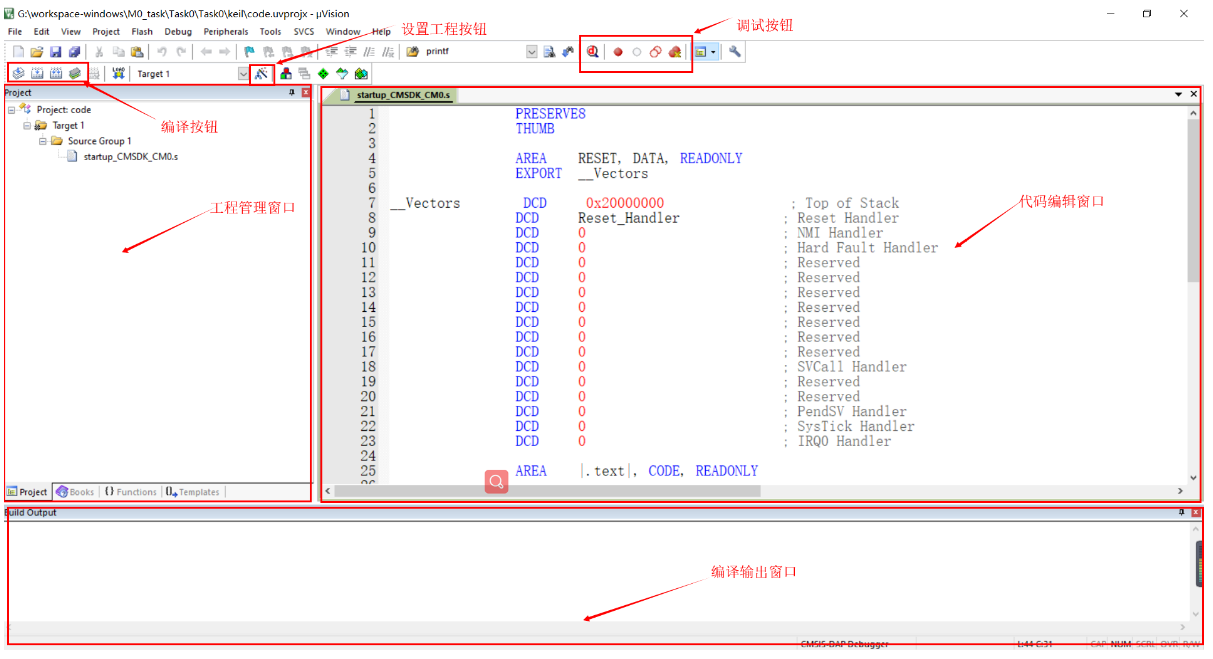 G:\workspace-windows\M0_task\Task0\Task0\keil\code.uvprojx - µVision
File Edit View Project Flash Debug Peripherals Tools SVCS Window Help
设置工程按钮
调试按钮
printf
LOAD
Target 1
Project
startup_CMSDK_CM0.s
Project: code
Target 1
编译按钮
Source Group 1
startup_CMSDK_CM0.s
工程管理窗口
代码编辑窗口
1 PRESERVE8
2 THUMB
3
4 AREA RESET, DATA, READONLY
5 EXPORT __Vectors
6
7 __Vectors DCD 0x20000000 ; Top of Stack
8 DCD Reset_Handler ; Reset Handler
9 DCD 0 ; NMI Handler
10 DCD 0 ; Hard Fault Handler
11 DCD 0 ; Reserved
12 DCD 0 ; Reserved
13 DCD 0 ; Reserved
14 DCD 0 ; Reserved
15 DCD 0 ; Reserved
16 DCD 0 ; Reserved
17 DCD 0 ; Reserved
18 DCD 0 ; SVCall Handler
19 DCD 0 ; Reserved
20 DCD 0 ; Reserved
21 DCD 0 ; PendSV Handler
22 DCD 0 ; SysTick Handler
23 DCD 0 ; IRQ0 Handler
24
25 AREA |.text|, CODE, READONLY
26
Project Books {} Functions Templates
Build Output
编译输出窗口
CMSIS-DAP Debugger L:44 C:31 CAP NUM SCRL OVR R/W